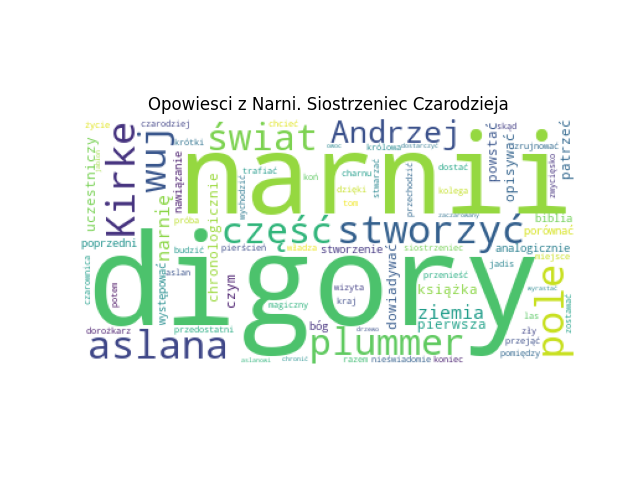 Opowiesci z Narni. Siostrzeniec Czarodzieja
życie
czarodziej
świat
chcieć
Andrzej
skąd
Kirke
wuj
krótki
narnii
omoc
królowa
dostarczyć
powstać
opisywać
zrujnować
patrzeć
uczestniczy
nawiązanie
trafiać
koń
charnu
stwarzać
przechodzić
dostać
zwycięsko
chronologicznie
wychodzić
dzięki
tom
kolega
narnię
próba
część
stworzyć
zaczarowany
biblia
porównać
poprzedni
występować
budzić
pierścień
władza
stworzenie
siostrzeniec
analogicznie
digory
czarownica
aslan
czym
dowiadywać
jadis
miejsce
potem
magiczny
wizyta
kraj
przenieść
książka
wyrastać
pole
zostawać
dorożkarz
przedostatni
bóg
drzewo
ziemia
pierwsza
las
zły
przejąć
aslana
plummer
pomiędzy
aslanowi
chronić
razem
nieświadomie
koniec